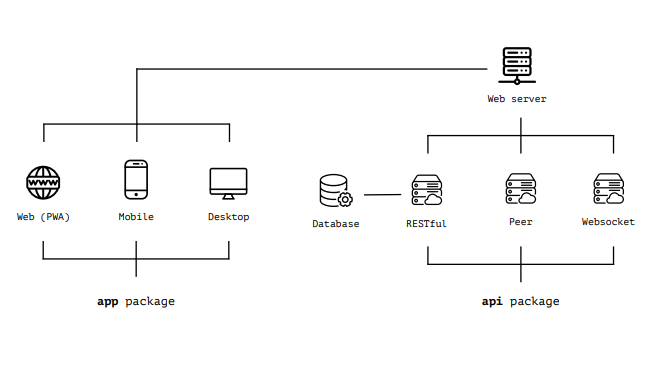 Web server
WWW
Web (PWA)
Mobile
Desktop
Database
RESTful
Peer
Websocket
app package
api package